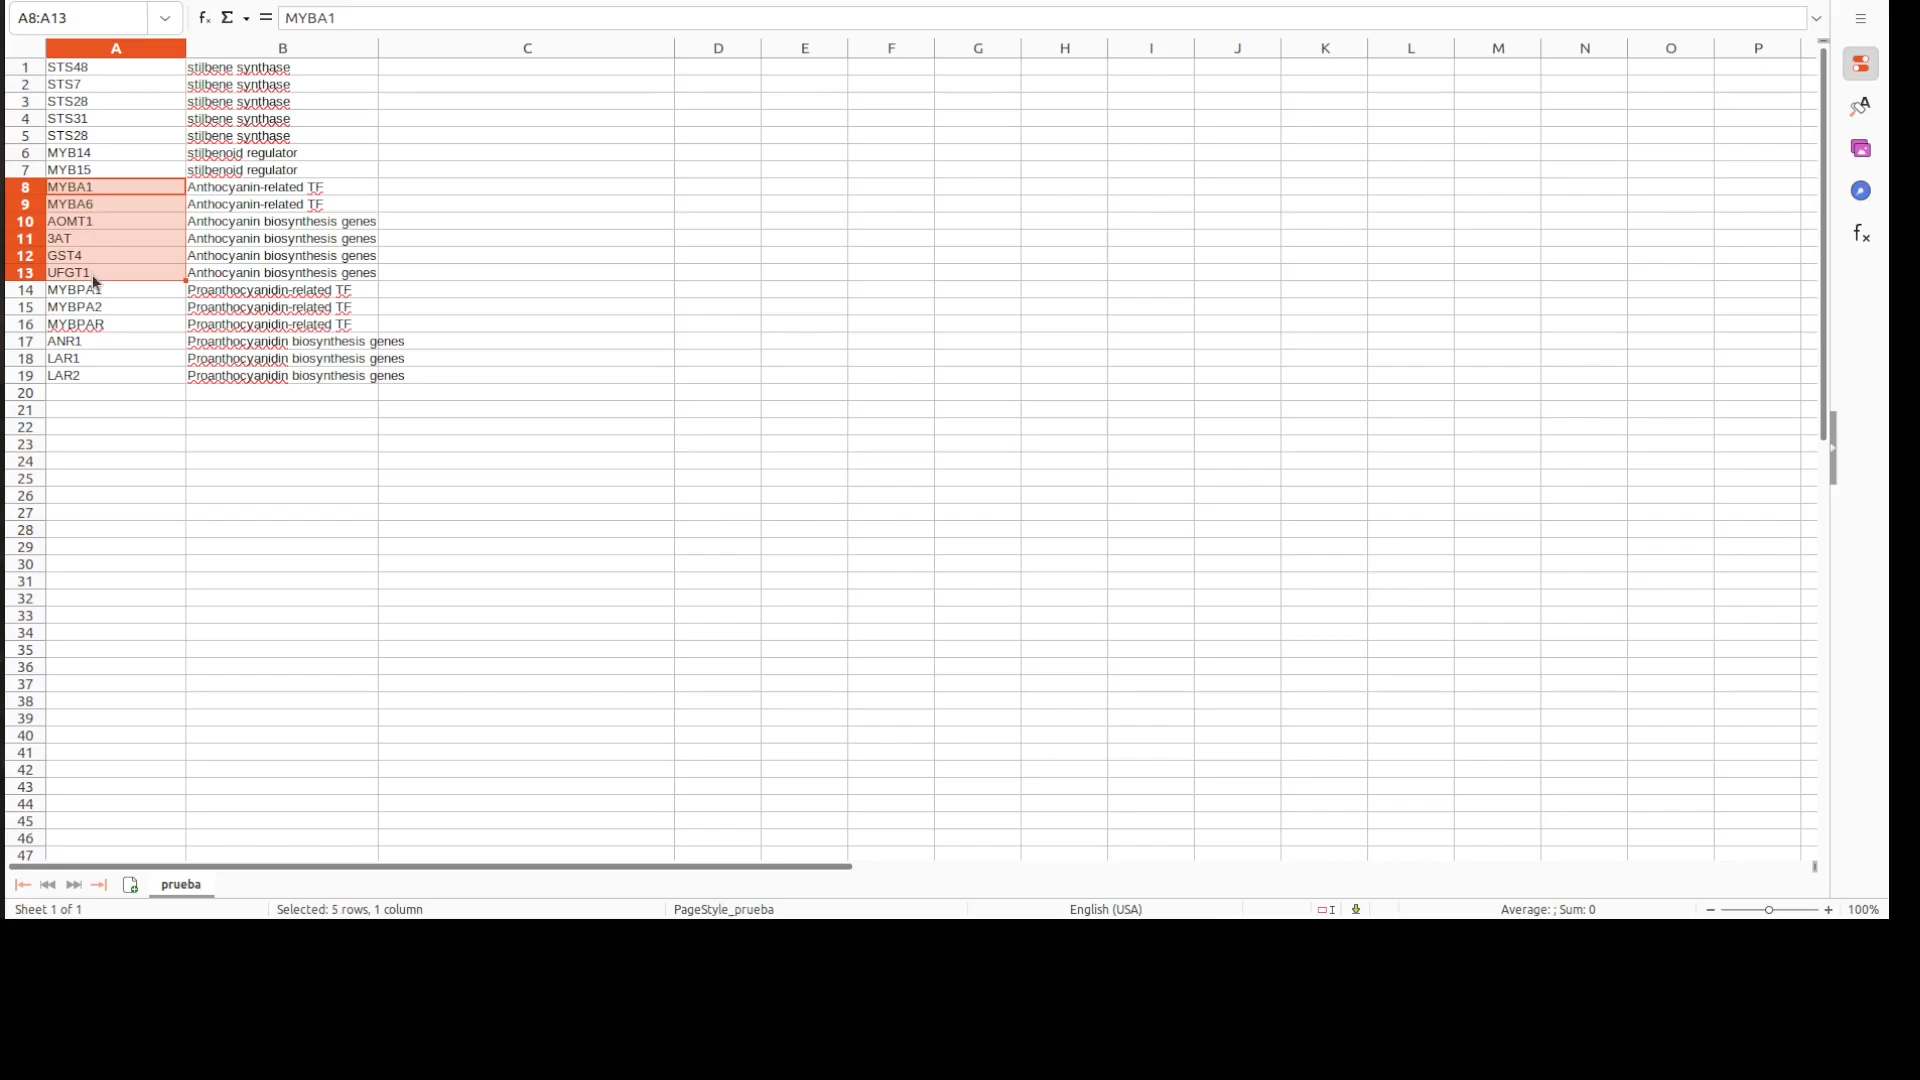 A8:A13 fx Σ = MYBA1
A B C D E F G H I J K L M N O P
1 STS48 stilbene synthase
2 STS7 stilbene synthase
3 STS28 stilbene synthase
4 STS31 stilbene synthase
5 STS28 stilbene synthase
6 MYB14 stilbenoid regulator
7 MYB15 stilbenoid regulator
8 MYBA1 Anthocyanin-related TF
9 MYBA6 Anthocyanin-related TF
10 AOMT1 Anthocyanin biosynthesis genes
11 3AT Anthocyanin biosynthesis genes
12 GST4 Anthocyanin biosynthesis genes
13 UFGT1 Anthocyanin biosynthesis genes
14 MYBPA1 Proanthocyanidin-related TF
15 MYBPA2 Proanthocyanidin-related TF
16 MYBPAR Proanthocyanidin-related TF
17 ANR1 Proanthocyanidin biosynthesis genes
18 LAR1 Proanthocyanidin biosynthesis genes
19 LAR2 Proanthocyanidin biosynthesis genes
20
21
22
23
24
25
26
27
28
29
30
31
32
33
34
35
36
37
38
39
40
41
42
43
44
45
46
47
prueba
Sheet 1 of 1 Selected: 5 rows, 1 column PageStyle_prueba English (USA) Average: ; Sum: 0 100%